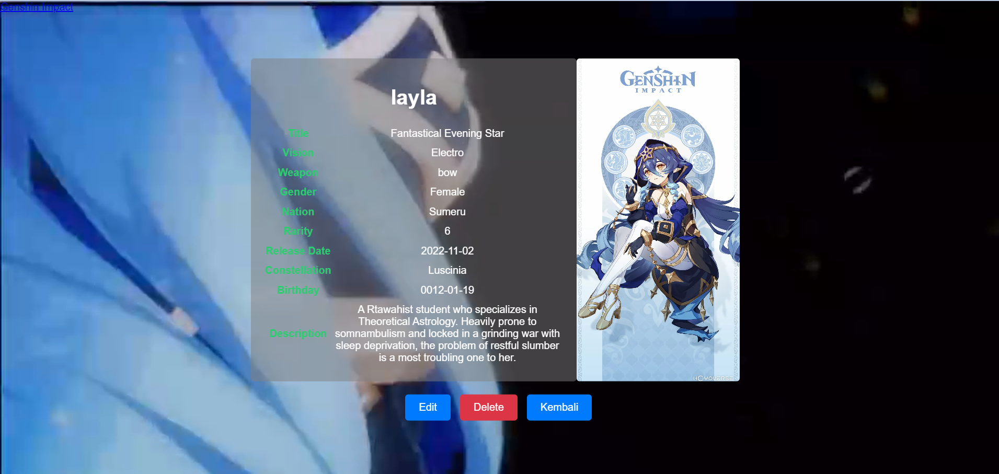 Genshin Impact
layla
Title Fantastical Evening Star
Vision Electro
Weapon bow
Gender Female
Nation Sumeru
Rarity 6
Release Date 2022-11-02
Constellation Luscinia
Birthday 0012-01-19
Description A Rtawahist student who specializes in
Theoretical Astrology. Heavily prone to
somnambulism and locked in a grinding war with
sleep deprivation, the problem of restful slumber
is a most troubling one to her.
GENSHIN
IMPACT
HOYOVERSE
Edit Delete Kembali